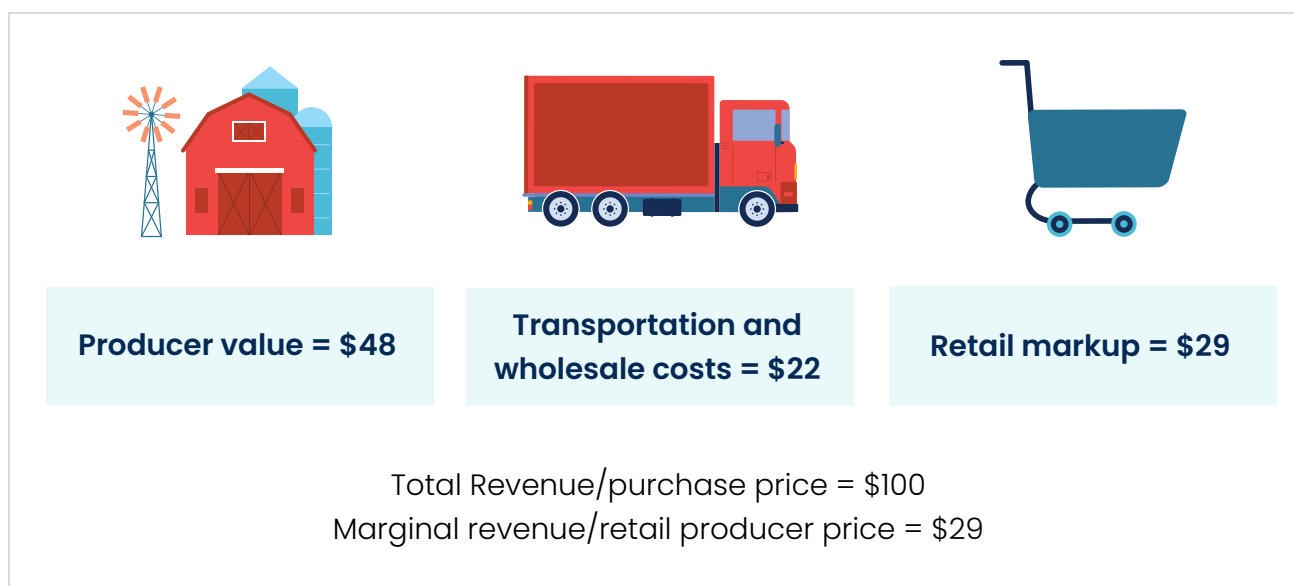 Producer value = $48
Transportation and
wholesale costs = $22
Retail markup = $29
Total Revenue/purchase price = $100
Marginal revenue/retail producer price = $29